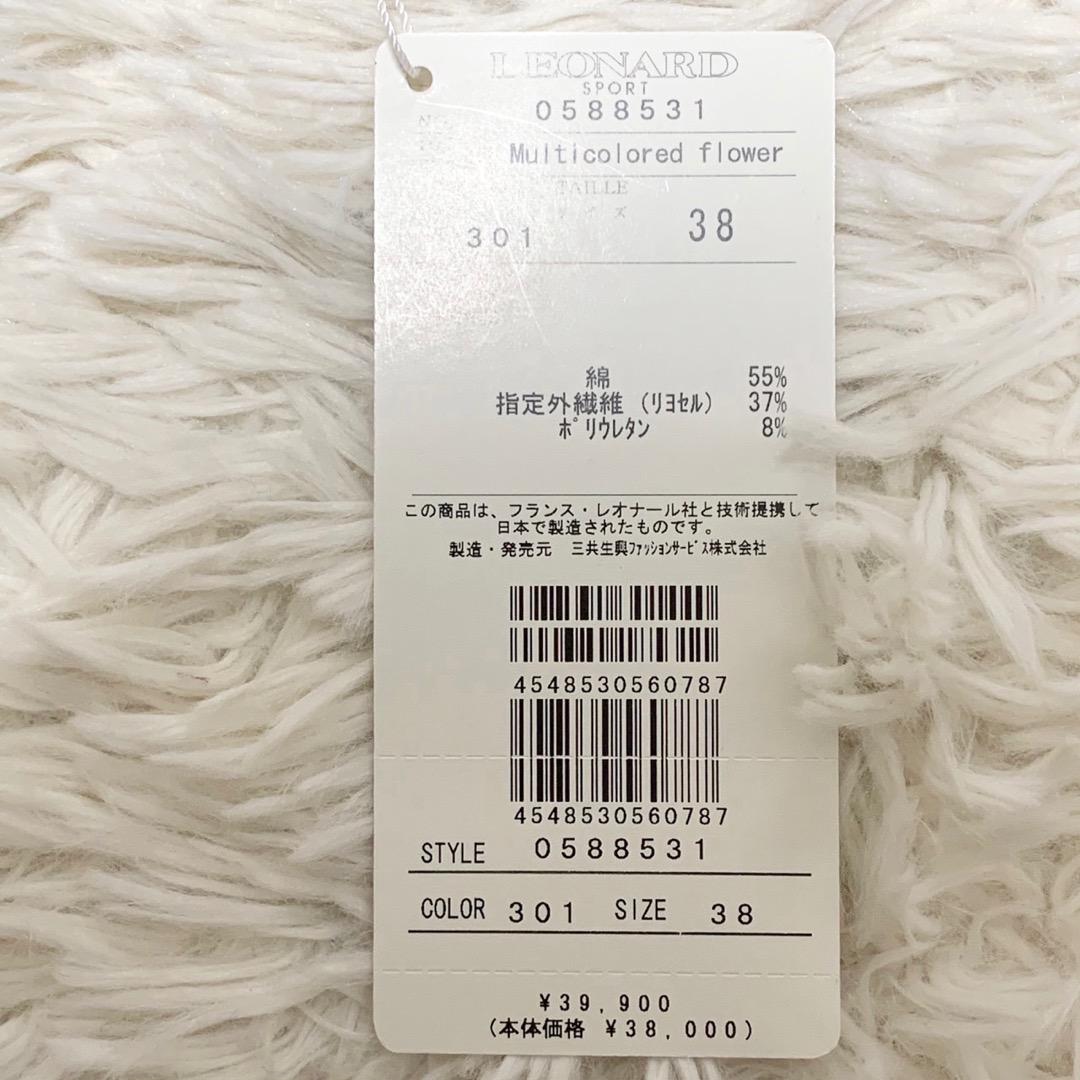 LEONARD
SPORT
0588531
Multicolored flower
TAILLE
サイズ
301 38
綿 55%
指定外繊維 (リヨセル) 37%
ポリウレタン 8%
この商品は、フランス・レオナール社と技術提携して
日本で製造されたものです。
製造・発売元 三共生興ファッションサービス株式会社
4548530560787
4548530560787
STYLE 0588531
COLOR 301 SIZE 38
¥39,900
(本体価格 ¥38,000)